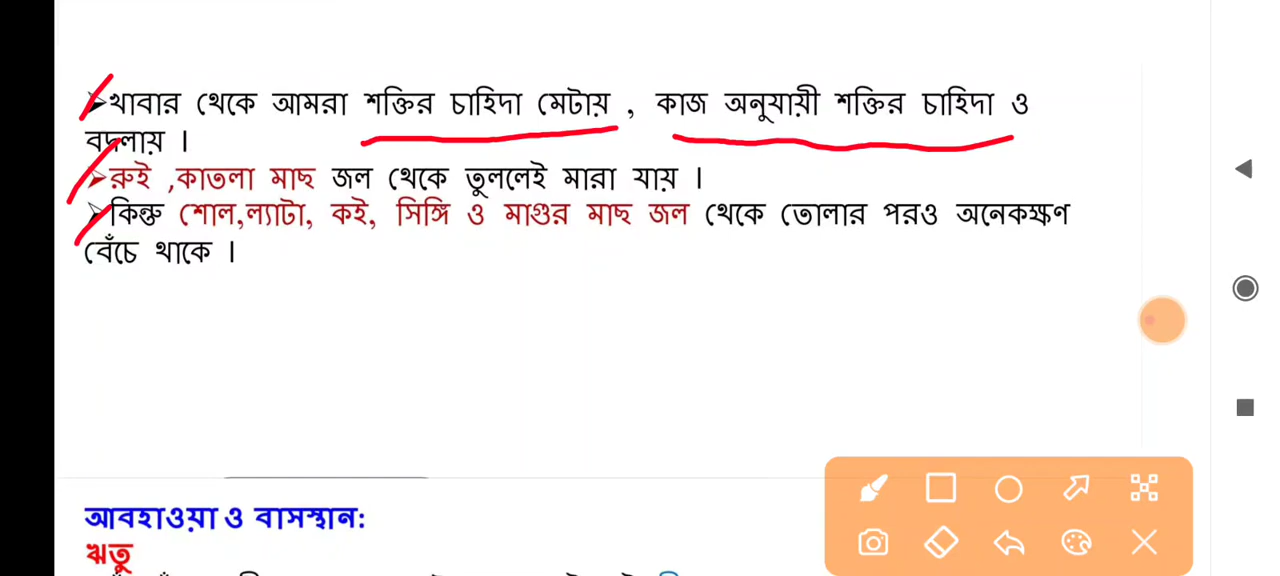 ➢খাবার থেকে আমরা শক্তির চাহিদা মেটায় , কাজ অনুযায়ী শক্তির চাহিদা ও
বদলায় ।
➢রুই ,কাতলা মাছ জল থেকে তুললেই মারা যায় ।
➢কিন্তু শোল,ল্যাটা, কই, সিঙ্গি ও মাগুর মাছ জল থেকে তোলার পরও অনেকক্ষণ
বেঁচে থাকে ।
আবহাওয়া ও বাসস্থান:
ঋতু